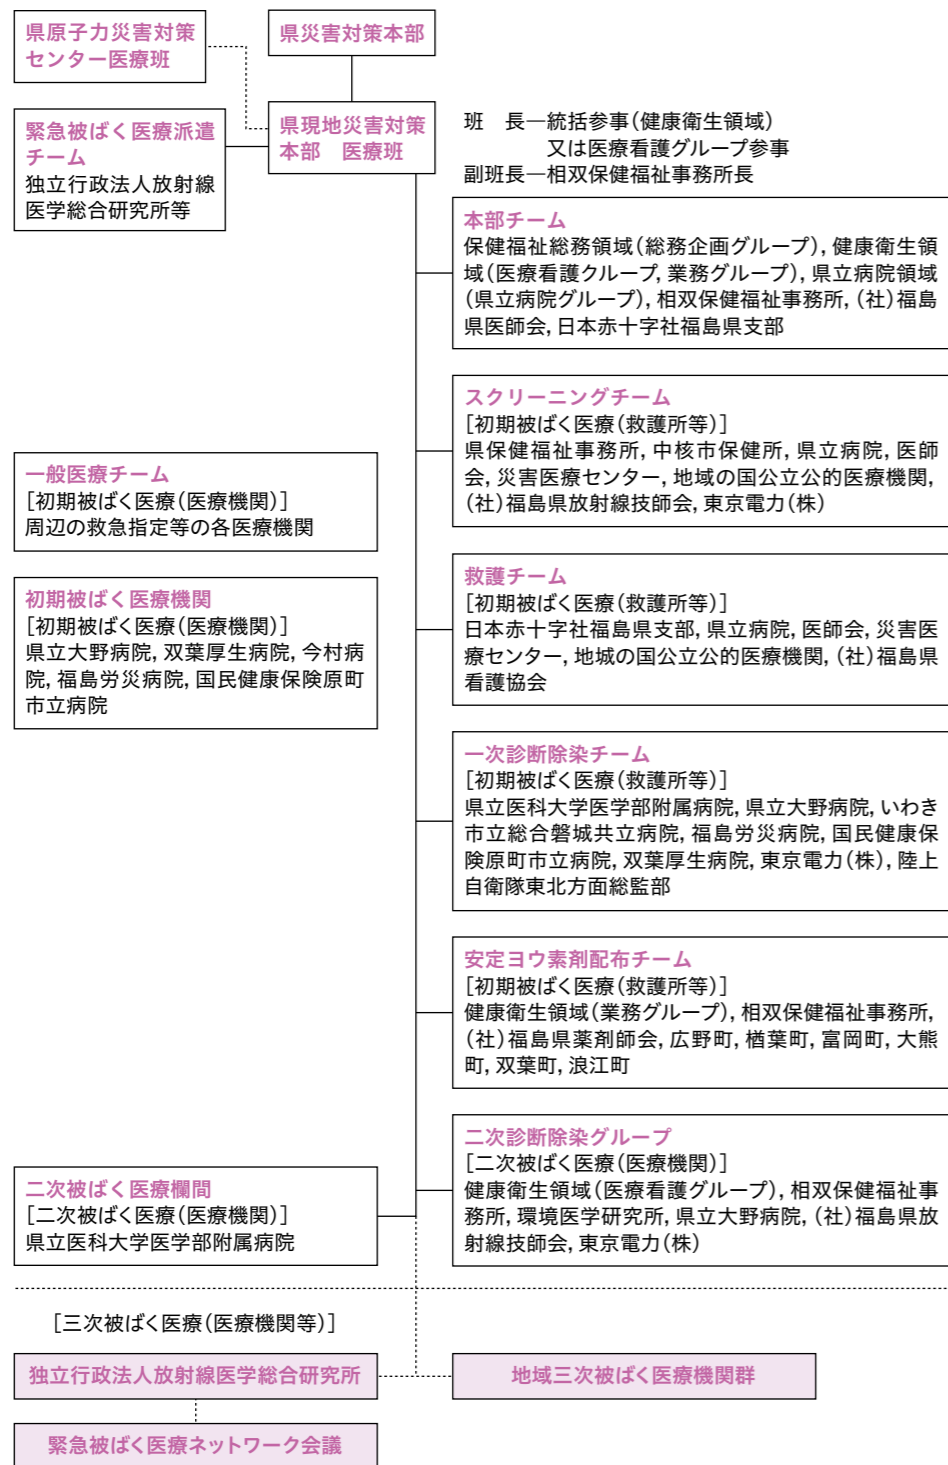 県原子力災害対策
センター医療班
県災害対策本部
緊急被ばく医療派遣
チーム
独立行政法人放射線
医学総合研究所等
県現地災害対策
本部　医療班
班　長―統括参事(健康衛生領域)
又は医療看護グループ参事
副班長―相双保健福祉事務所長
本部チーム
保健福祉総務領域(総務企画グループ), 健康衛生領
域(医療看護クループ, 業務グループ), 県立病院領域
(県立病院グループ), 相双保健福祉事務所, (社)福島
県医師会, 日本赤十字社福島県支部
スクリーニングチーム
[初期被ばく医療(救護所等)]
県保健福祉事務所, 中核市保健所, 県立病院, 医師
会, 災害医療センター, 地域の国公立公的医療機関,
(社)福島県放射線技師会, 東京電力(株)
一般医療チーム
[初期被ばく医療(医療機関)]
周辺の救急指定等の各医療機関
救護チーム
[初期被ばく医療(救護所等)]
日本赤十字社福島県支部, 県立病院, 医師会, 災害医
療センター, 地城の国公立公的医療機関, (社)福島県
看護協会
初期被ばく医療機関
[初期被ばく医療(医療機関)]
県立大野病院, 双葉厚生病院, 今村病
院, 福島労災病院, 国民健康保険原町
市立病院
一次診断除染チーム
[初期被ばく医療(救護所等)]
県立医科大学医学部附属病院, 県立大野病院, いわき
市立総合磐城共立病院, 福島労災病院, 国民健康保
険原町市立病院, 双葉厚生病院, 東京電力(株), 陸上
自衛隊東北方面総監部
安定ヨウ素剤配布チーム
[初期被ばく医療(救護所等)]
健康衛生領域(業務グループ), 相双保健福祉事務所,
(社)福島県薬剤師会, 広野町, 楢葉町, 富岡町, 大熊
町, 双葉町, 浪江町
二次診断除染グループ
[二次被ばく医療(医療機関)]
健康衛生領域(医療看護グループ), 相双保健福祉事
務所, 環境医学研究所, 県立大野病院, (社)福島県放
射線技師会, 東京電力(株)
二次被ばく医療欄間
[二次被ばく医療(医療機関)]
県立医科大学医学部附属病院
[三次被ばく医療(医療機関等)]
独立行政法人放射線医学総合研究所
地域三次被ばく医療機関群
緊急被ばく医療ネットワーク会議